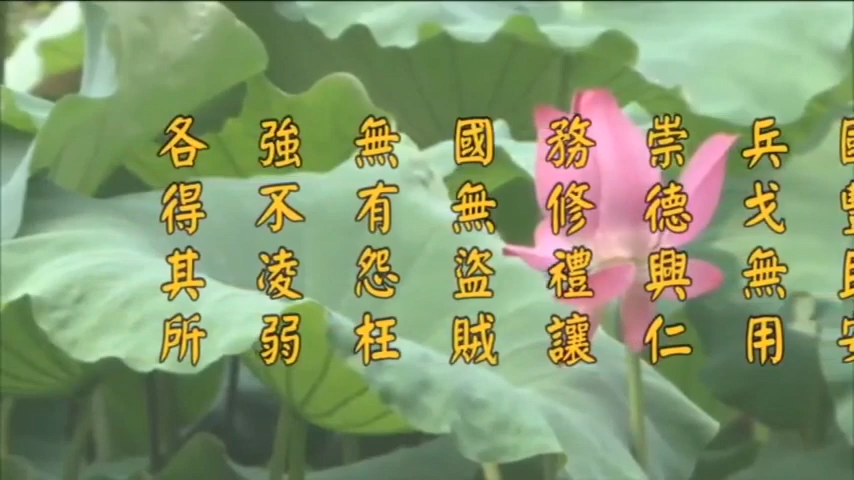 兵戈無用
崇德興仁
務修禮讓
國無盜賊
無有怨枉
強不凌弱
各得其所